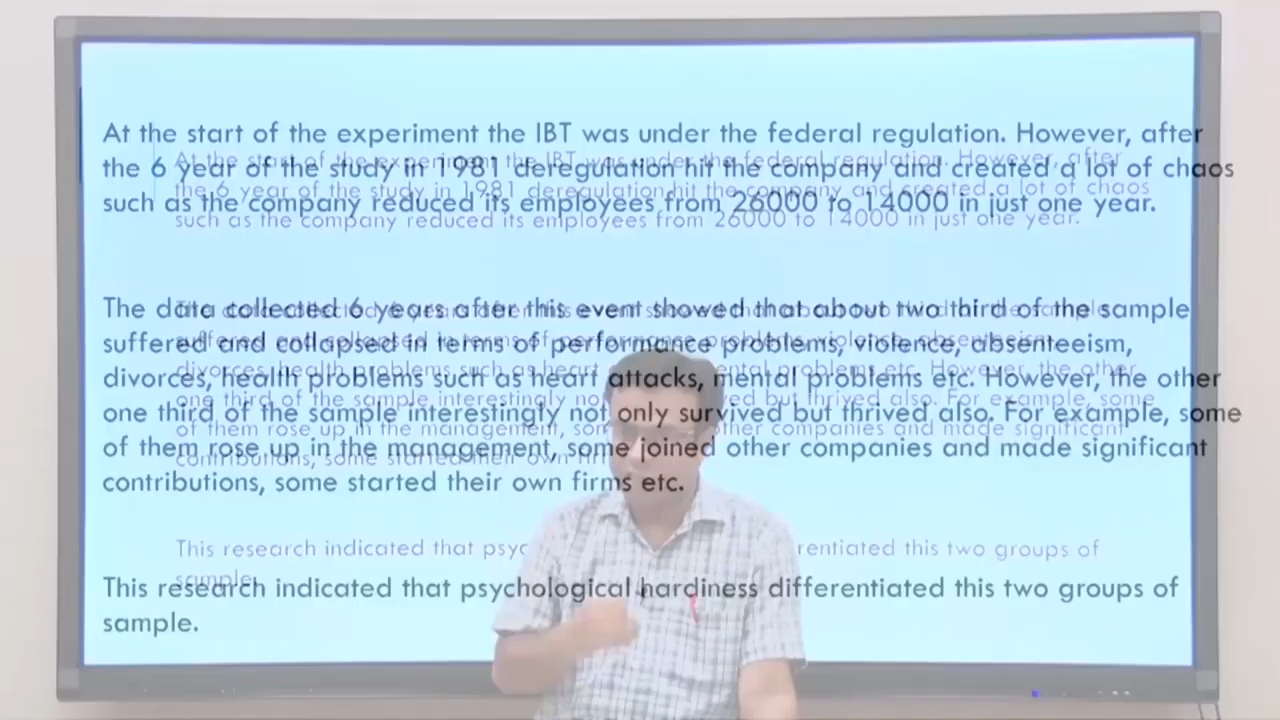 At the start of the experiment the IBT was under the federal regulation. However, after
the 6 year of the study in 1981 deregulation hit the company and created a lot of chaos
such as the company reduced its employees from 26000 to 14000 in just one year.
The data collected 6 years after this event showed that about two third of the sample
suffered and collapsed in terms of performance problems, violence, absenteeism,
divorces, health problems such as heart attacks, mental problems etc. However, the other
one third of the sample interestingly not only survived but thrived also. For example, some
of them rose up in the management, some joined other companies and made significant
contributions, some started their own firms etc.
This research indicated that psychological hardiness differentiated this two groups of
sample.